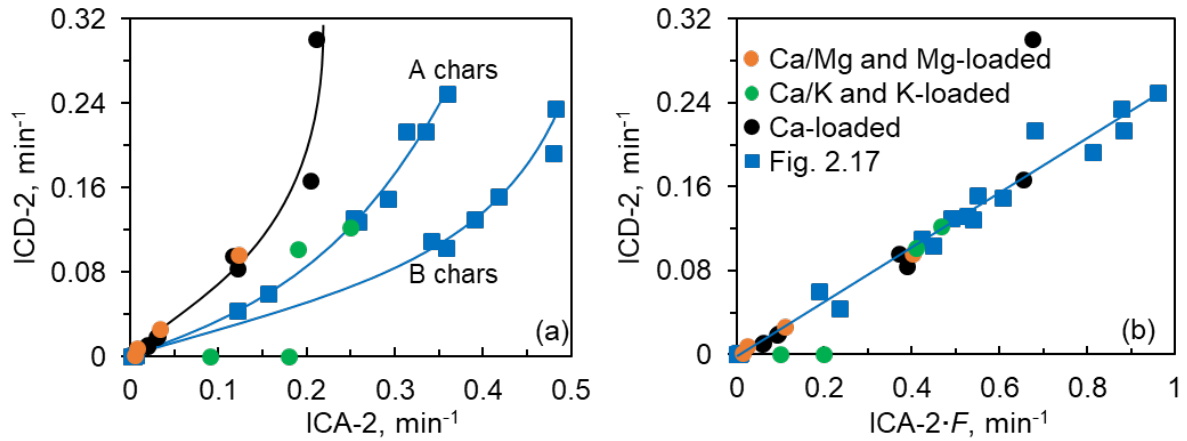 0.32
0.24
0.16
0.08
0
ICD-2, min⁻¹
A chars
B chars
(a)
0 0.1 0.2 0.3 0.4 0.5
ICA-2, min⁻¹
0.32
0.24
0.16
0.08
0
ICD-2, min⁻¹
Ca/Mg and Mg-loaded
Ca/K and K-loaded
Ca-loaded
Fig. 2.17
(b)
0 0.2 0.4 0.6 0.8 1
ICA-2·F, min⁻¹